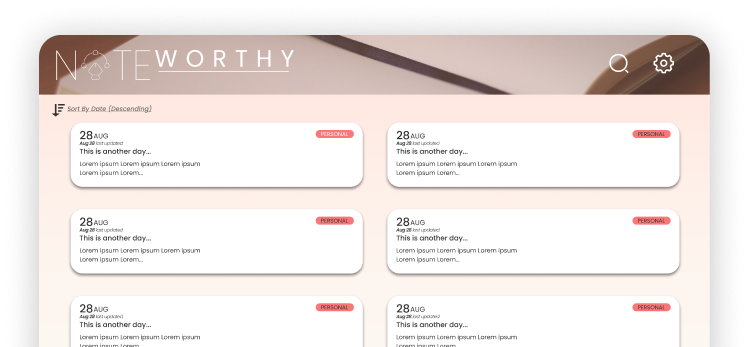 NOTEWORTHY
Sort By Date (Descending)
28 AUG
PERSONAL
Aug 28 last updated
This is another day...
Lorem ipsum Lorem ipsum Lorem ipsum
Lorem ipsum Lorem...
28 AUG
PERSONAL
Aug 28 last updated
This is another day...
Lorem ipsum Lorem ipsum Lorem ipsum
Lorem ipsum Lorem...
28 AUG
PERSONAL
Aug 28 last updated
This is another day...
Lorem ipsum Lorem ipsum Lorem ipsum
Lorem ipsum Lorem...
28 AUG
PERSONAL
Aug 28 last updated
This is another day...
Lorem ipsum Lorem ipsum Lorem ipsum
Lorem ipsum Lorem...
28 AUG
PERSONAL
Aug 28 last updated
This is another day...
Lorem ipsum Lorem ipsum Lorem ipsum
Lorem ipsum Lorem
28 AUG
PERSONAL
Aug 28 last updated
This is another day...
Lorem ipsum Lorem ipsum Lorem ipsum
Lorem ipsum Lorem